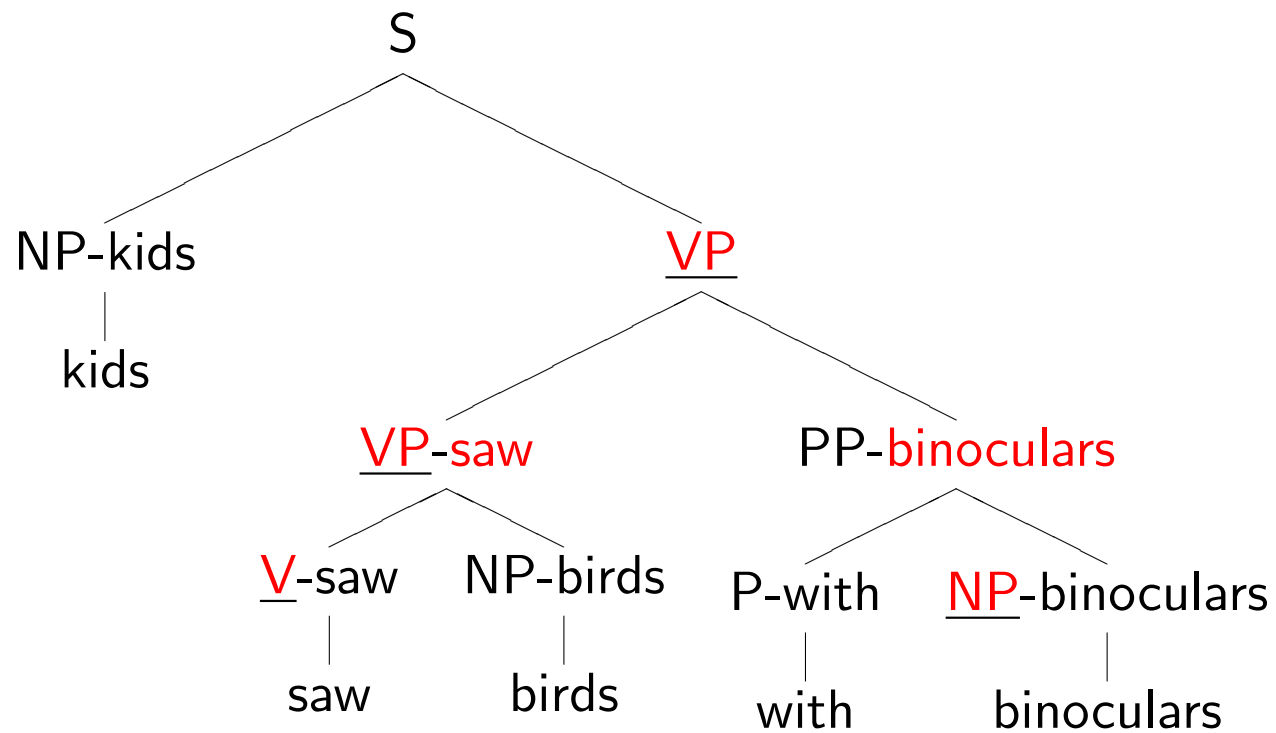 S
NP-kids VP
kids
VP-saw PP-binoculars
V-saw NP-birds P-with NP-binoculars
saw birds with binoculars